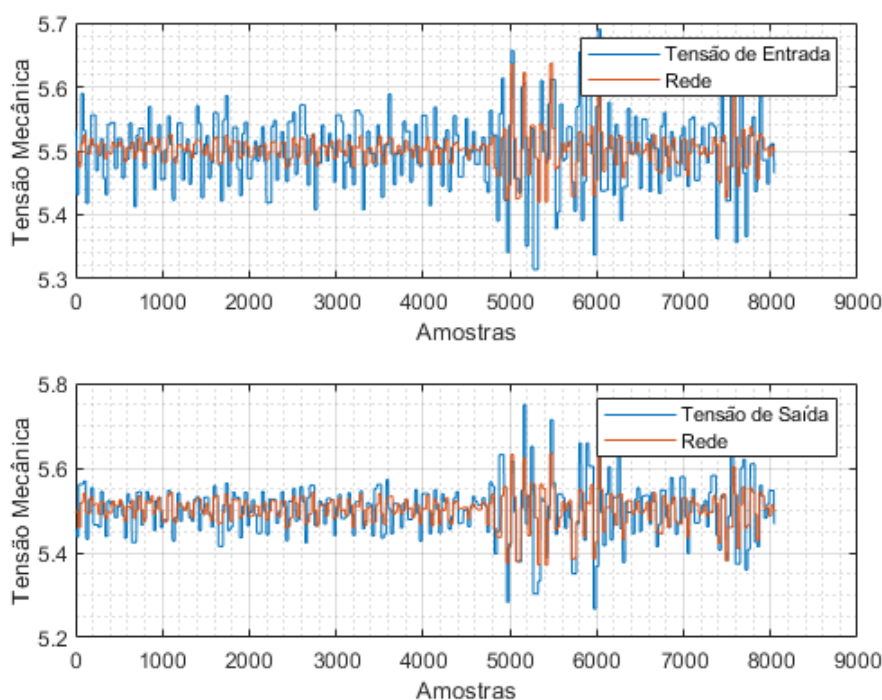 5.7
5.6
5.5
5.4
5.3
Tensão Mecânica
Tensão de Entrada
Rede
0 1000 2000 3000 4000 5000 6000 7000 8000 9000
Amostras
5.8
5.6
5.4
5.2
Tensão Mecânica
Tensão de Saída
Rede
0 1000 2000 3000 4000 5000 6000 7000 8000 9000
Amostras